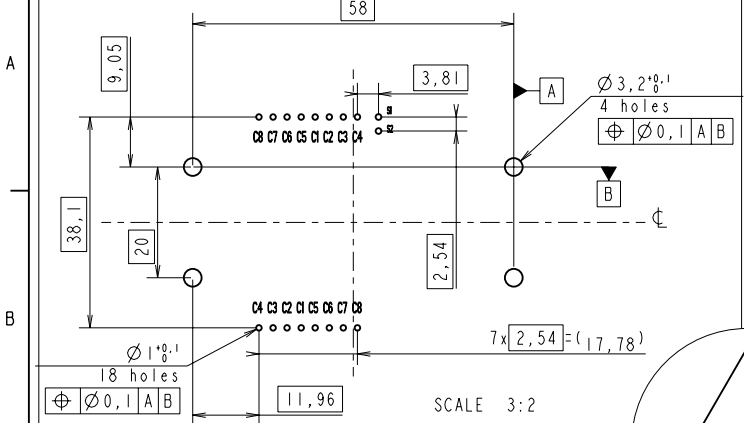 58
A
9,05
3,81
A
Ø3,2 +0,1 0
4 holes
⌖ Ø0,1 A B
S1
S2
C8 C7 C6 C5 C1 C2 C3 C4
B
38,1
20
2,54
℄
B
C4 C3 C2 C1 C5 C6 C7 C8
7x 2,54 =(17,78)
Ø1 +0,1 0
18 holes
⌖ Ø0,1 A B
11,96
SCALE 3:2